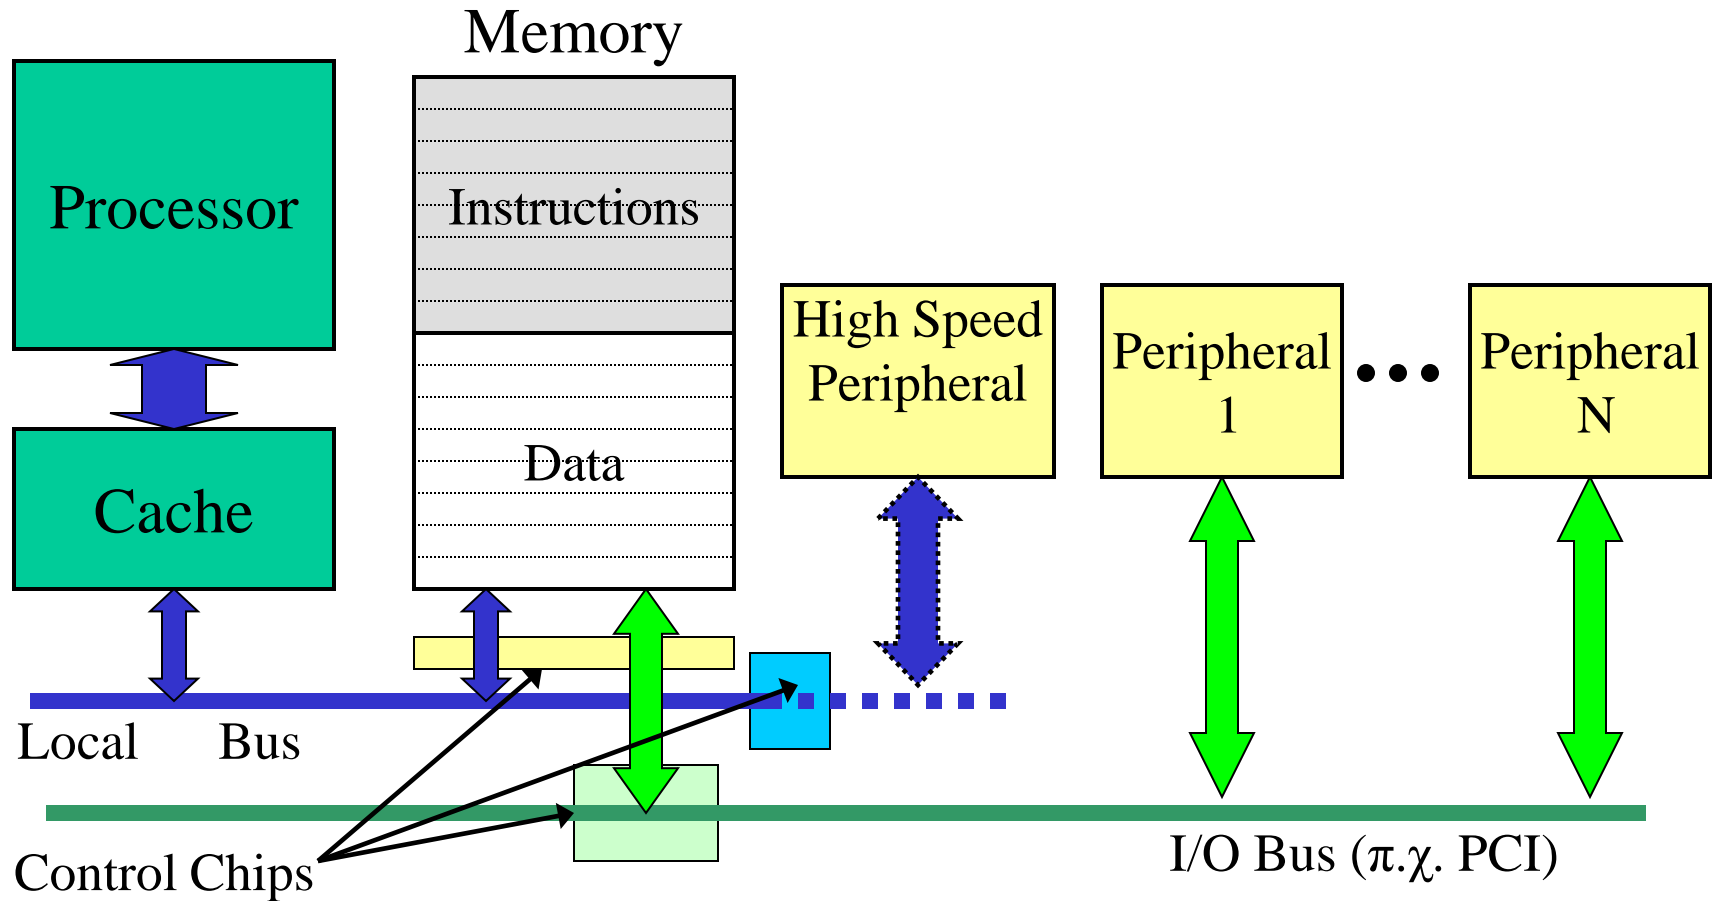 Memory
Processor
Instructions
High Speed
Peripheral
Peripheral
1
Peripheral
N
Data
Cache
Local Bus
Control Chips
I/O Bus (π.χ. PCI)